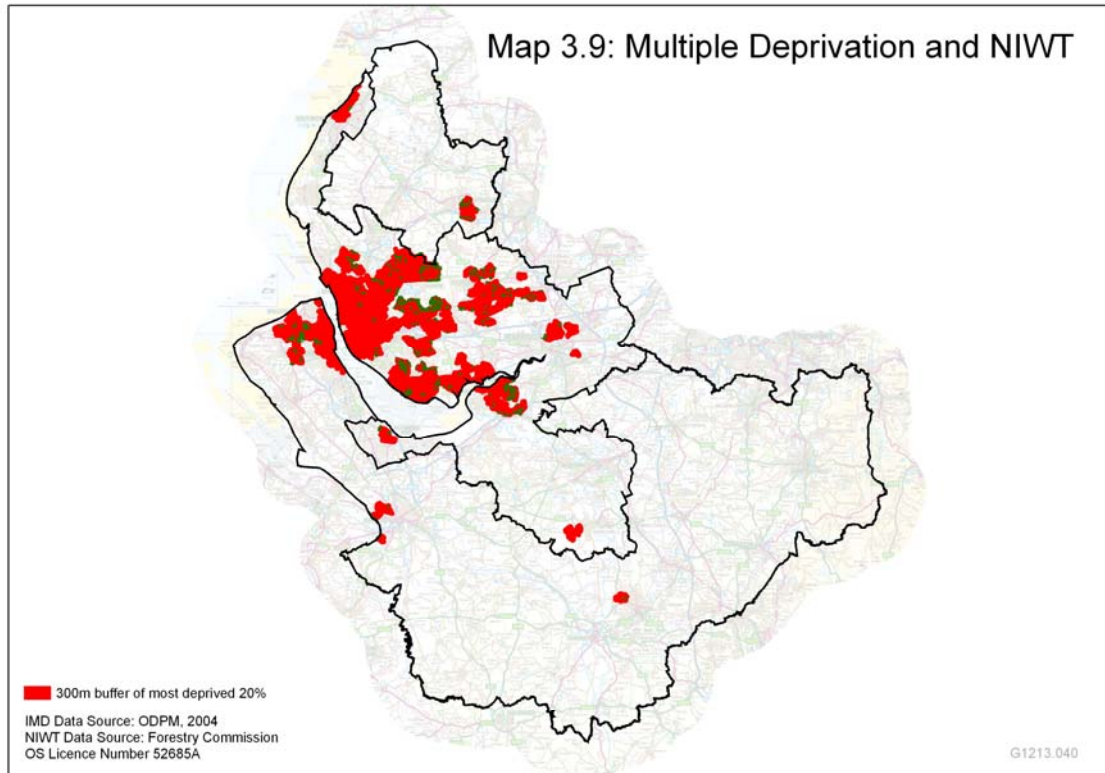 Map 3.9: Multiple Deprivation and NIWT
300m buffer of most deprived 20%
IMD Data Source: ODPM, 2004
NIWT Data Source: Forestry Commission
OS Licence Number 52685A
G1213.040